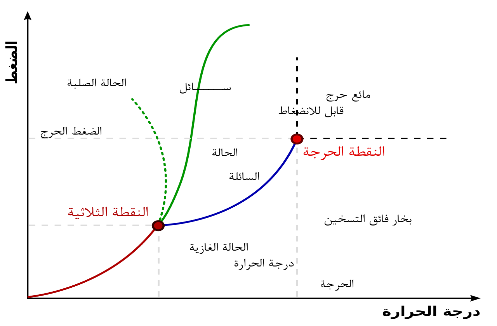 الضغط
الحالة الصلبة
ســـــائل
مائع حرج
قابل للانضغاط
الضغط الحرج
النقطة الحرجة
الحالة
السائلة
النقطة الثلاثية
بخار فائق التسخين
الحالة الغازية
درجة الحرارة
الحرجة
درجة الحرارة